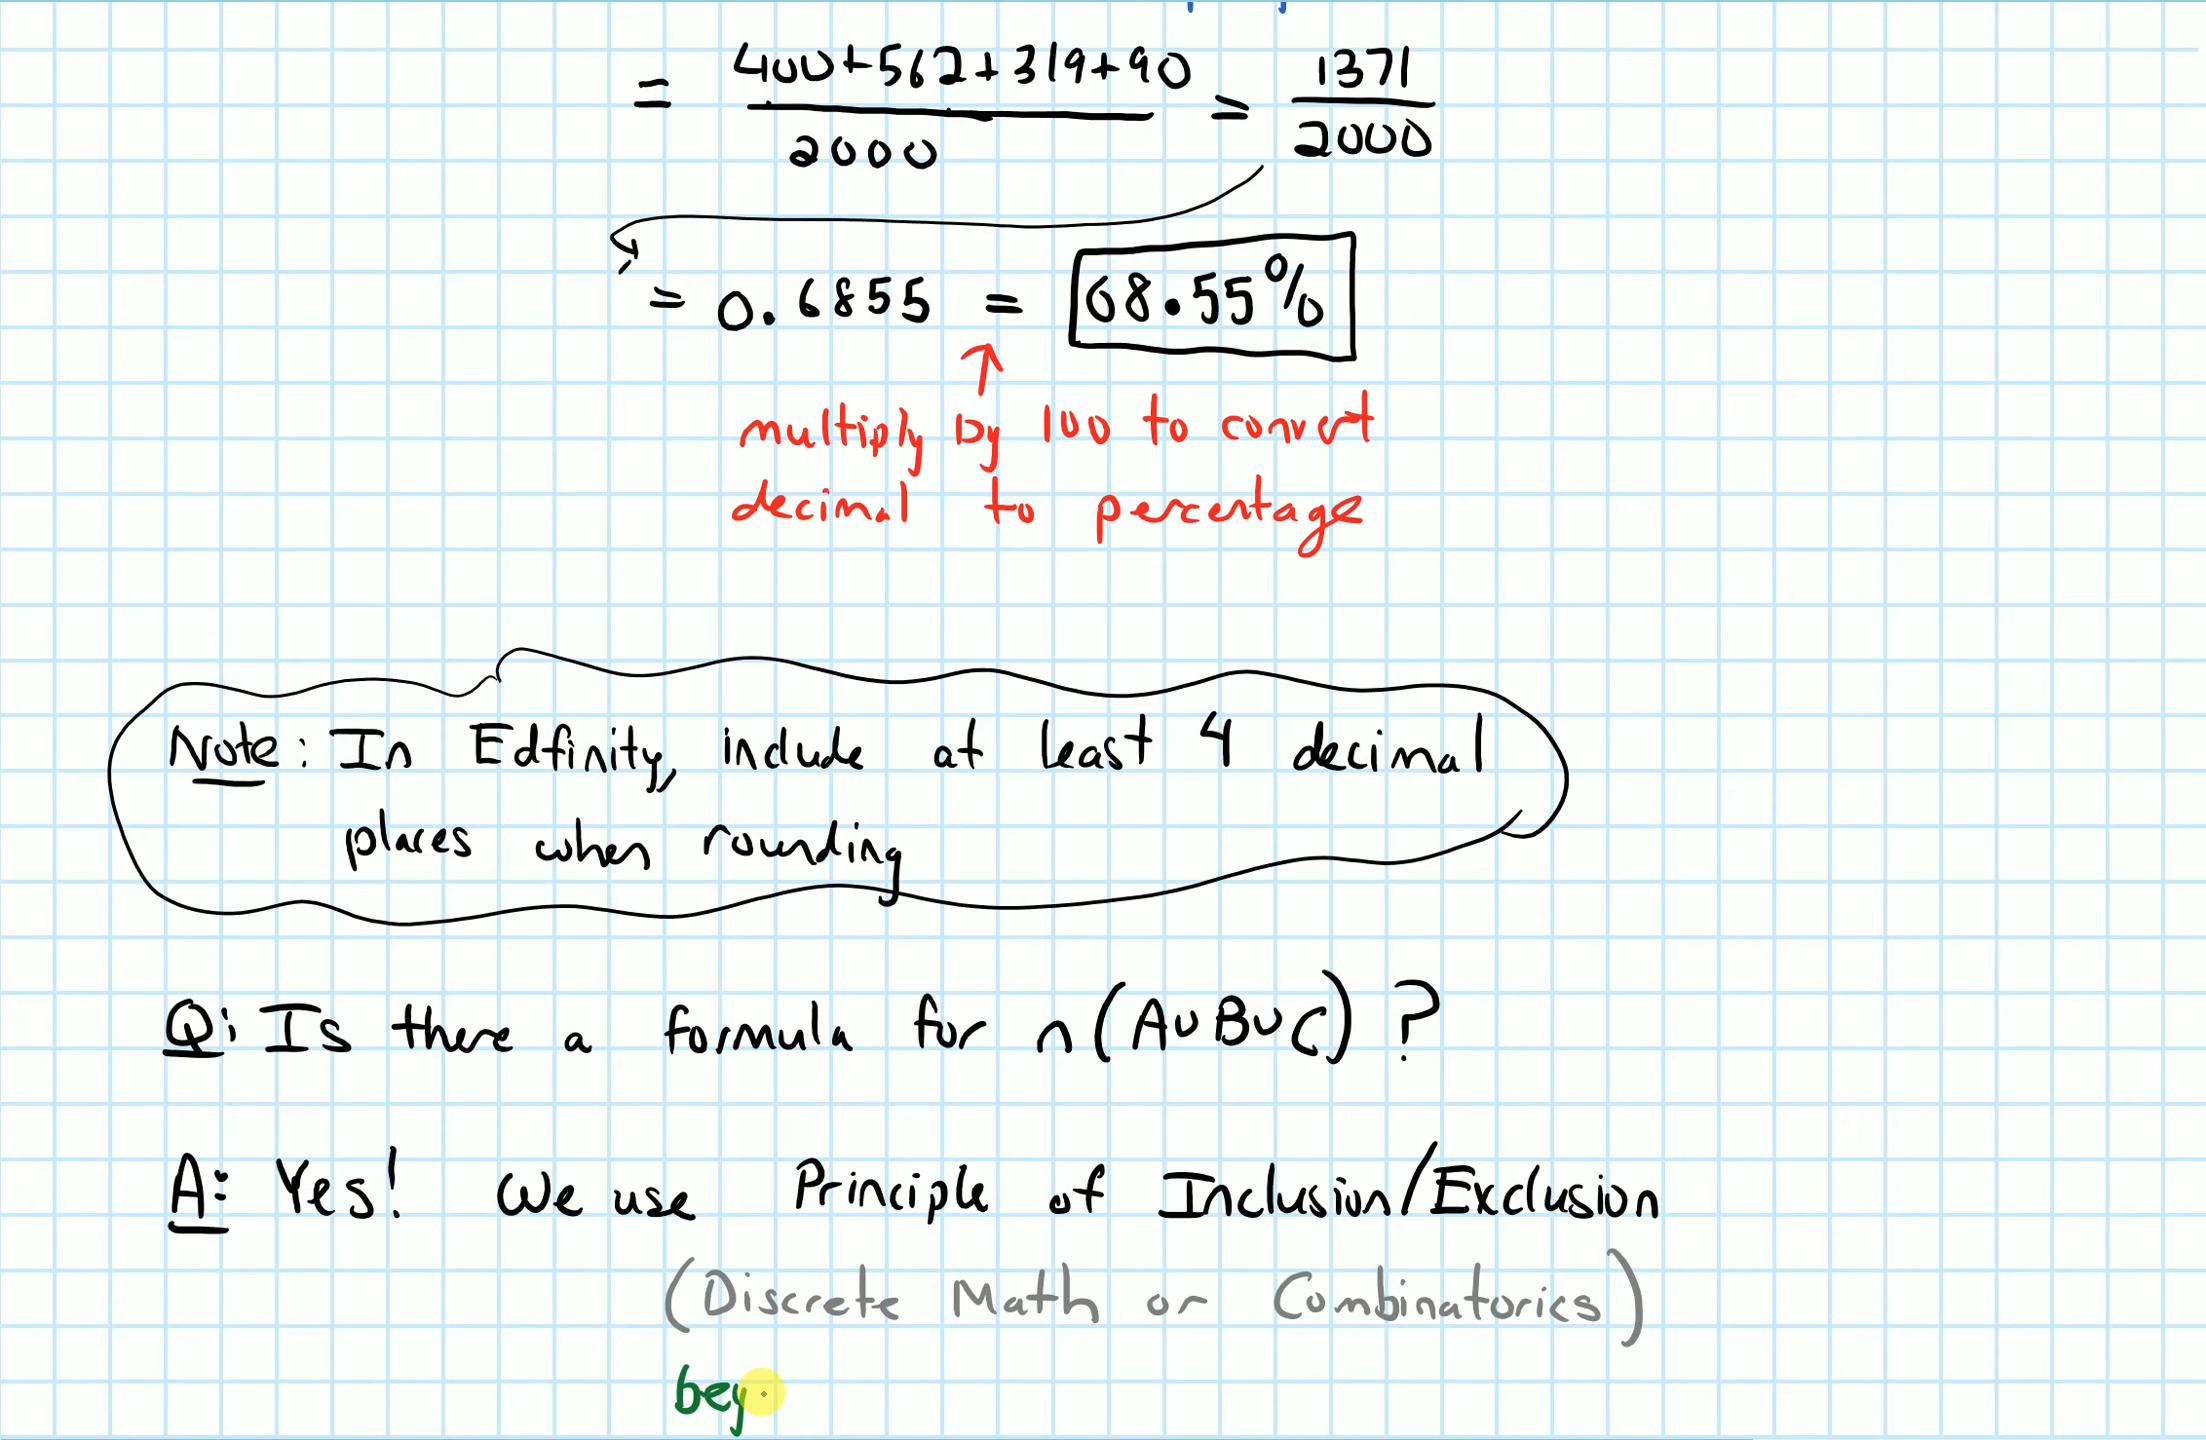 = 400+562+319+90 / 2000 = 1371 / 2000
= 0.6855 = 68.55%
multiply by 100 to convert
decimal to percentage
Note: In Edfinity, include at least 4 decimal
places when rounding
Q: Is there a formula for n(A∪B∪C)?
A: Yes! We use Principle of Inclusion/Exclusion
(Discrete Math or Combinatorics)
bey